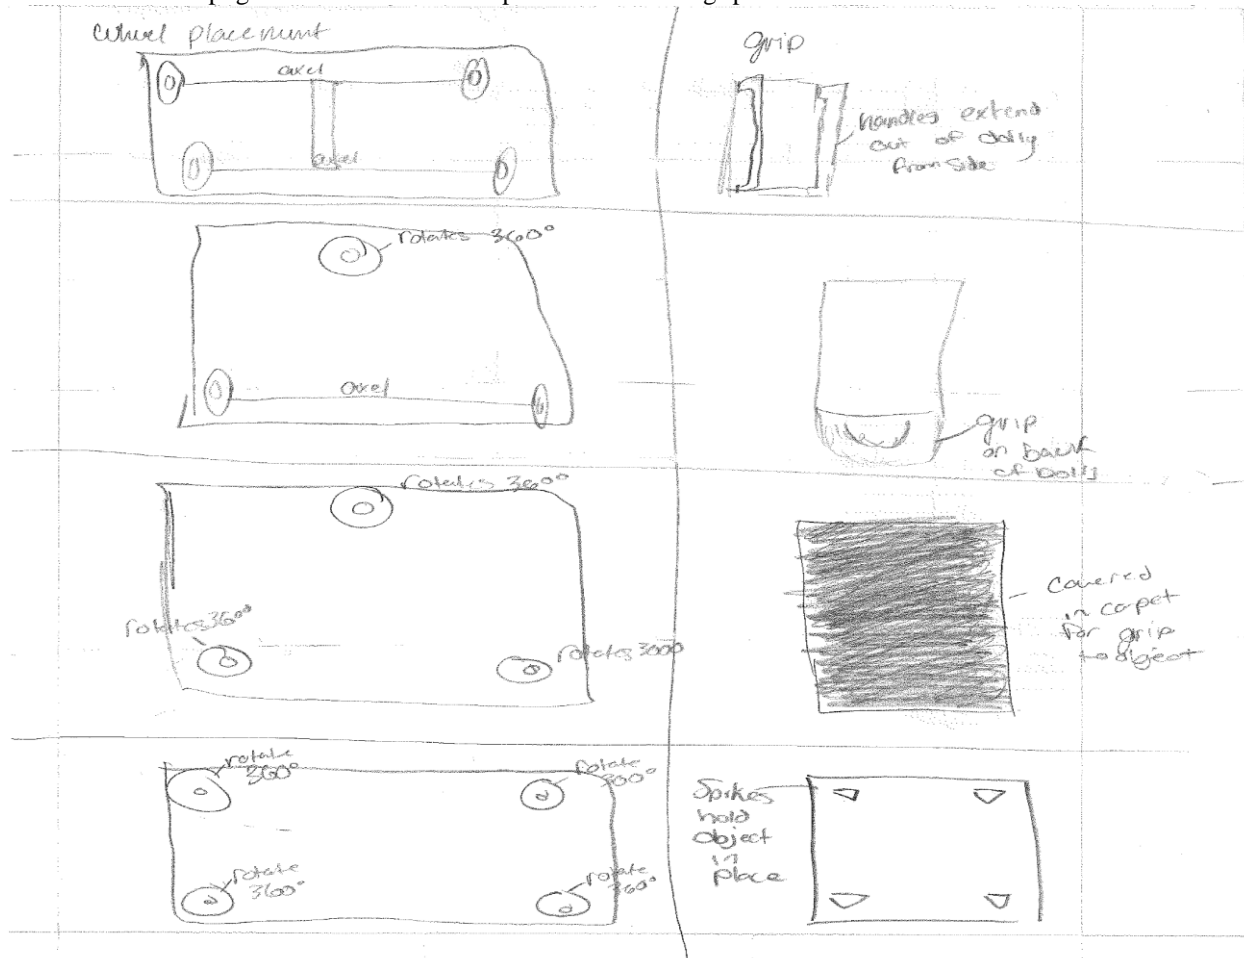 wheel placement
axel
axel
rotates 360°
axel
rotates 360°
rotates 360°
rotates 3600
rotate
360°
rotate
300°
rotate
360°
rotate
360°
grip
handles extend
out of dolly
from side
grip
on back
of dolly
covered
in carpet
for grip
to object
Spikes
hold
object
in
place